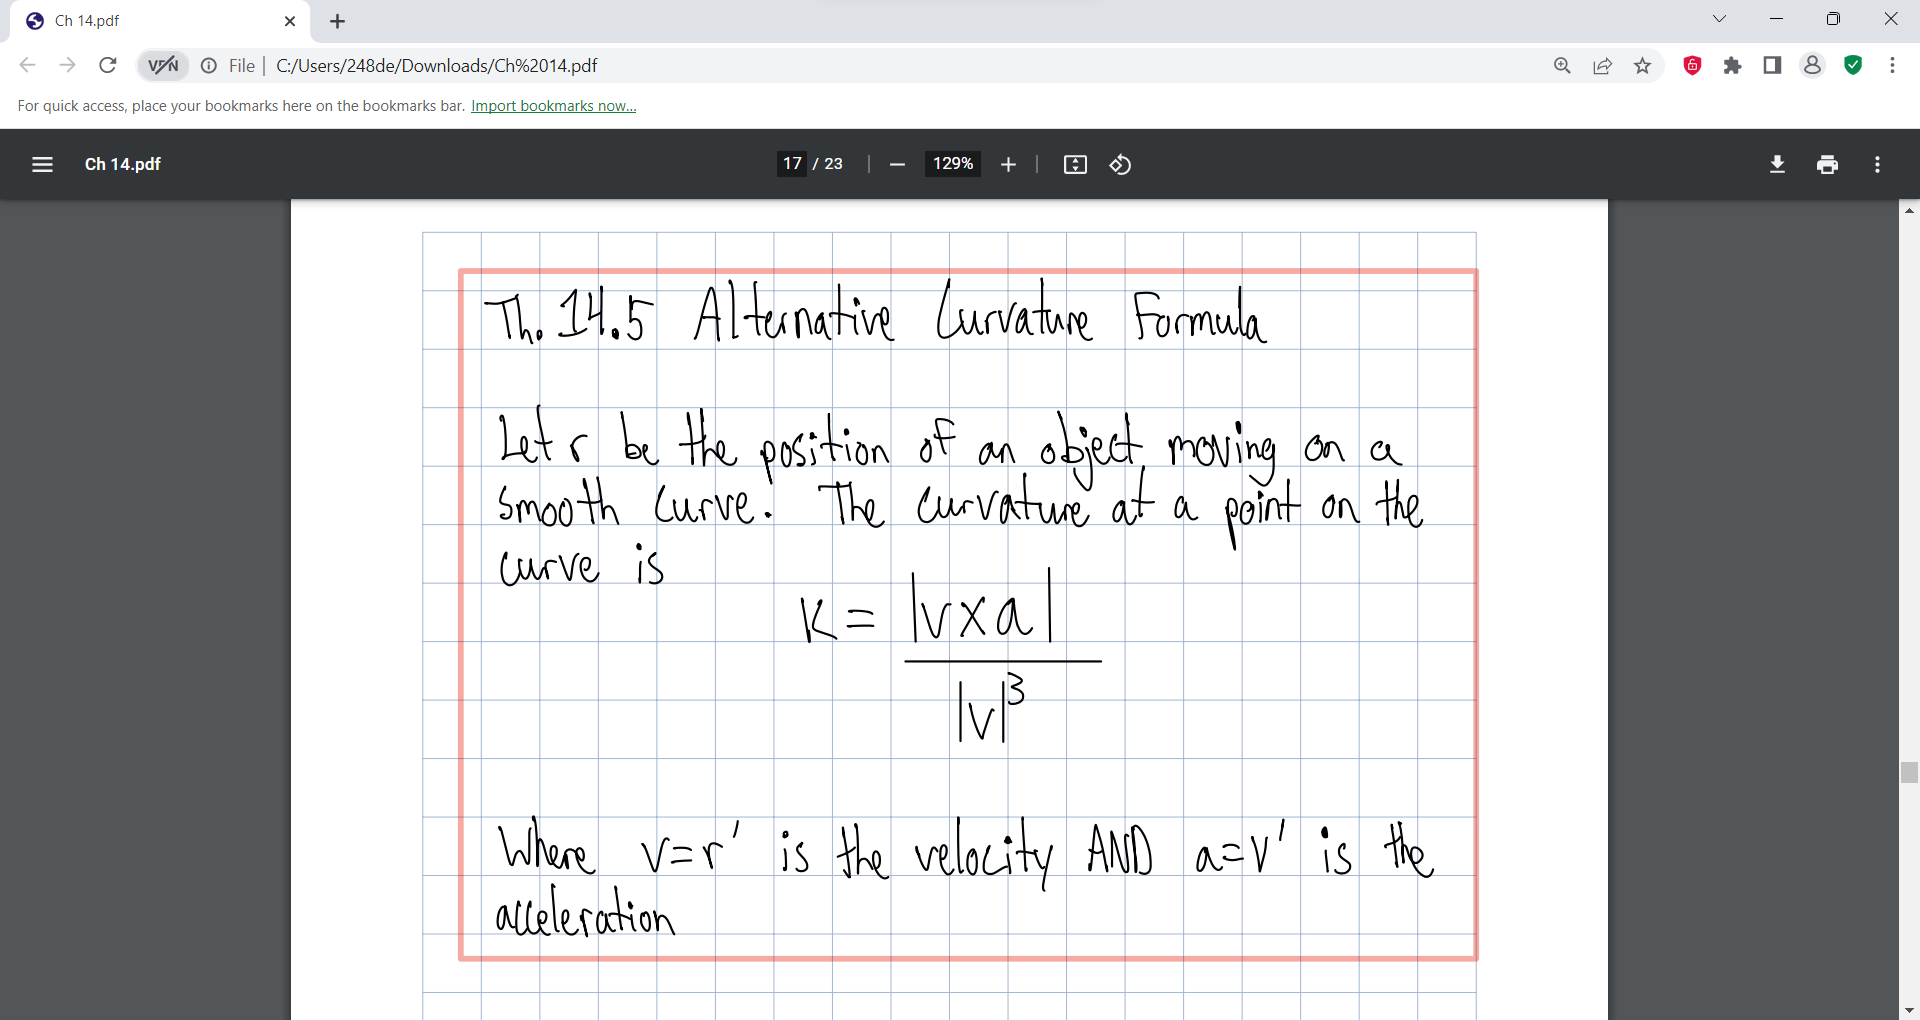 Ch 14.pdf
VPN File C:/Users/248de/Downloads/Ch%2014.pdf
For quick access, place your bookmarks here on the bookmarks bar. Import bookmarks now...
Ch 14.pdf 17 / 23 129%
Th. 14.5 Alternative Curvature Formula
Let r be the position of an object moving on a
smooth curve. The curvature at a point on the
curve is
K = |v×a|
|v|³
Where v=r' is the velocity AND a=v' is the
acceleration